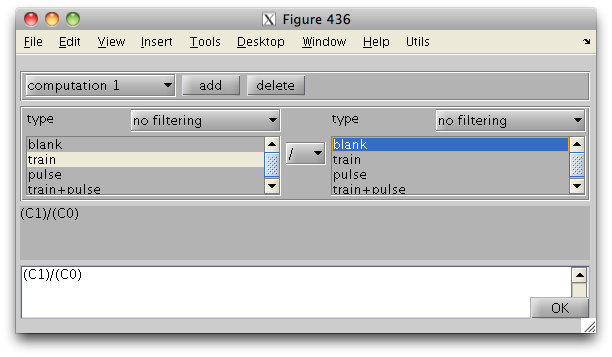 X Figure 436
File Edit View Insert Tools Desktop Window Help Utils
computation 1 add delete
type no filtering type no filtering
blank blank
train / train
pulse pulse
train+pulse train+pulse
(C1)/(C0)
(C1)/(C0)
OK